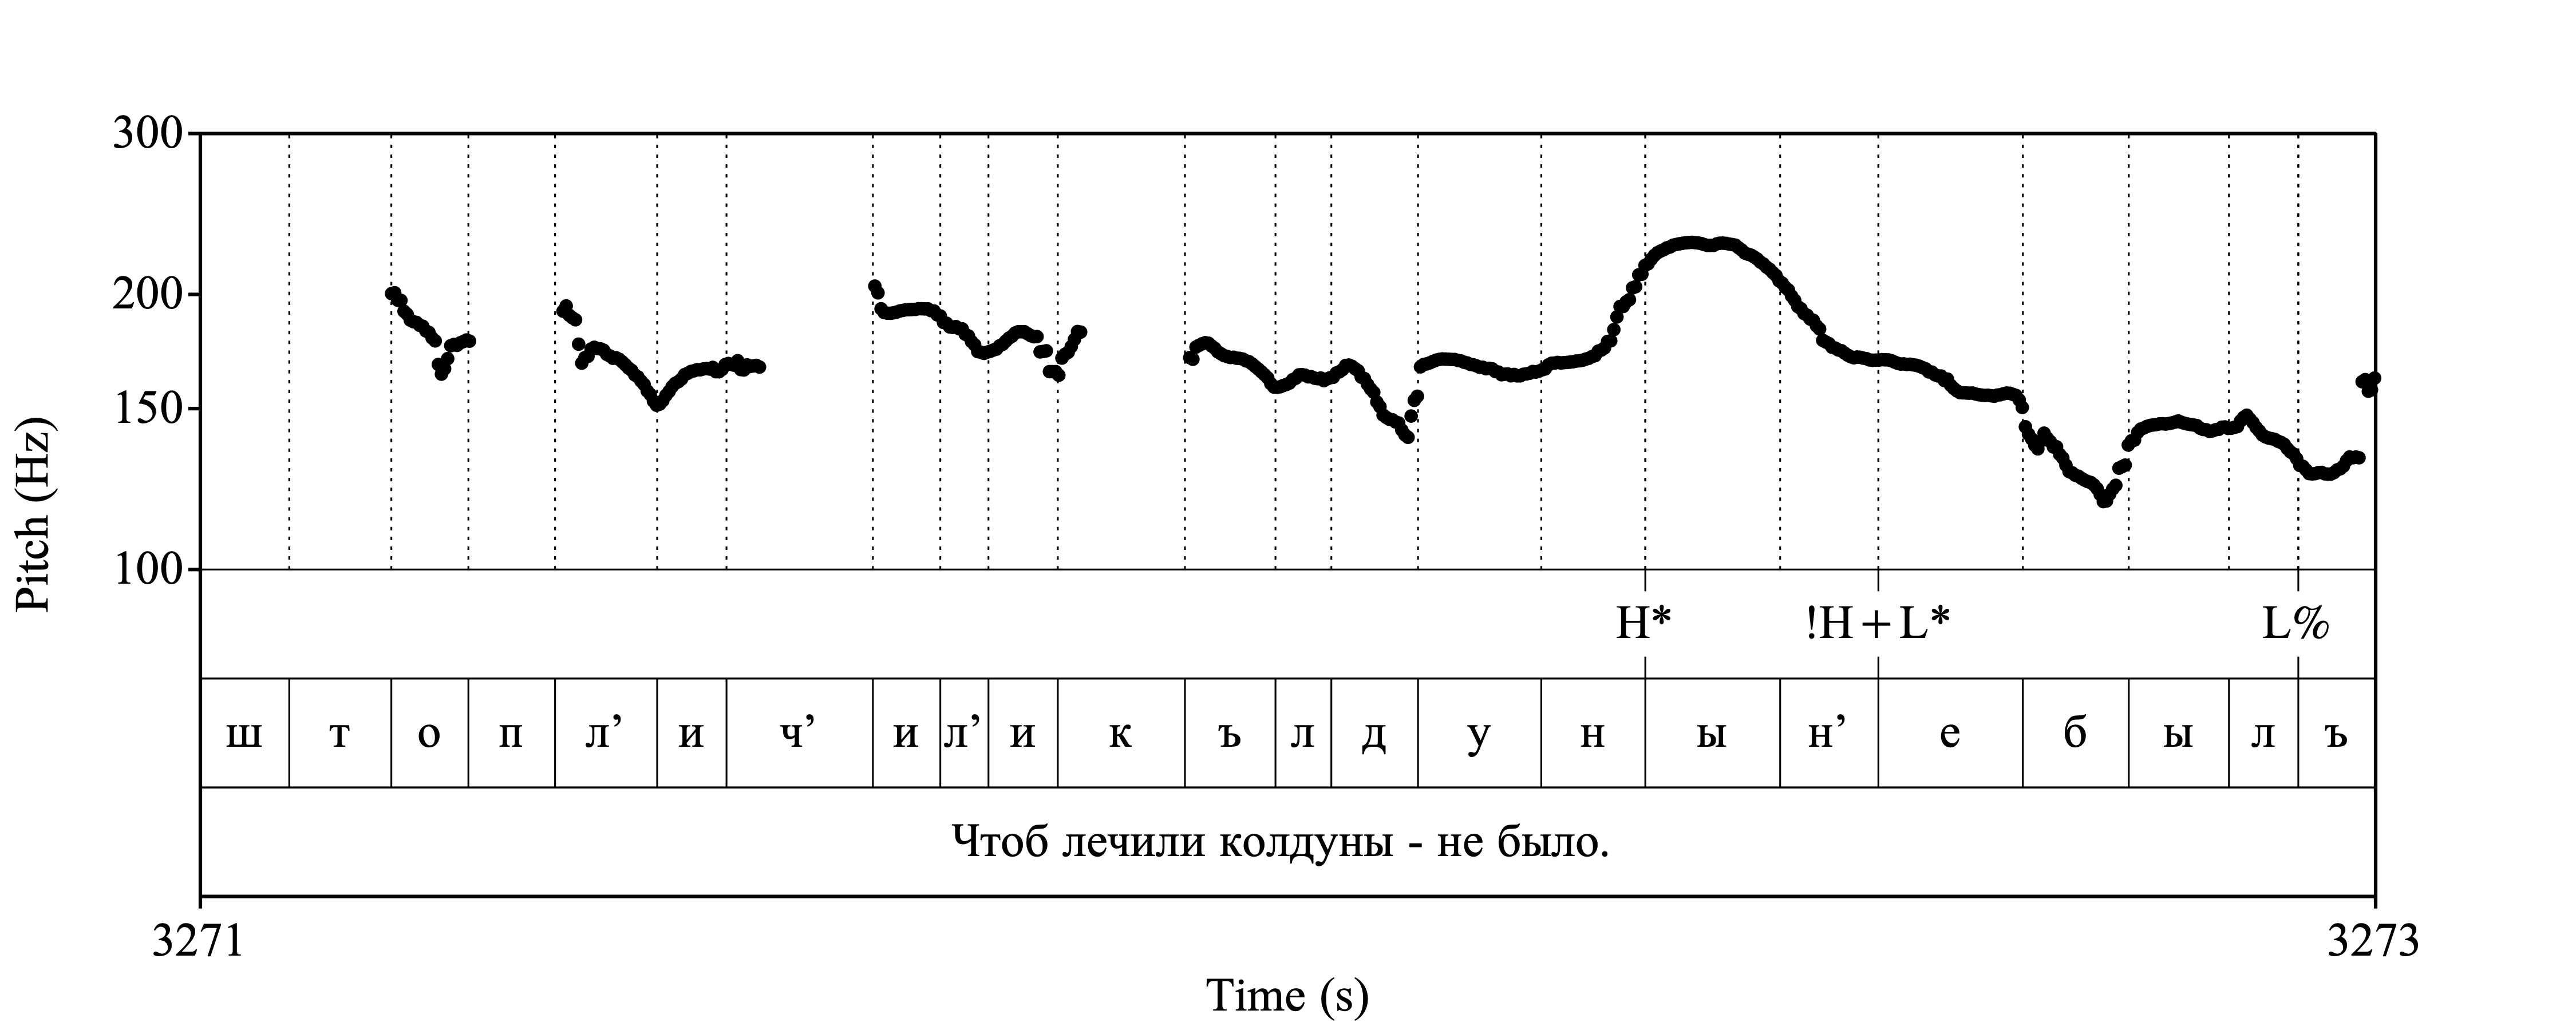 300
200
150
100
Pitch (Hz)
H* !H+L* L%
ш т о п л’ и ч’ и л’ и к ъ л д у н ы н’ е б ы л ъ
Чтоб лечили колдуны - не было.
3271 3273
Time (s)